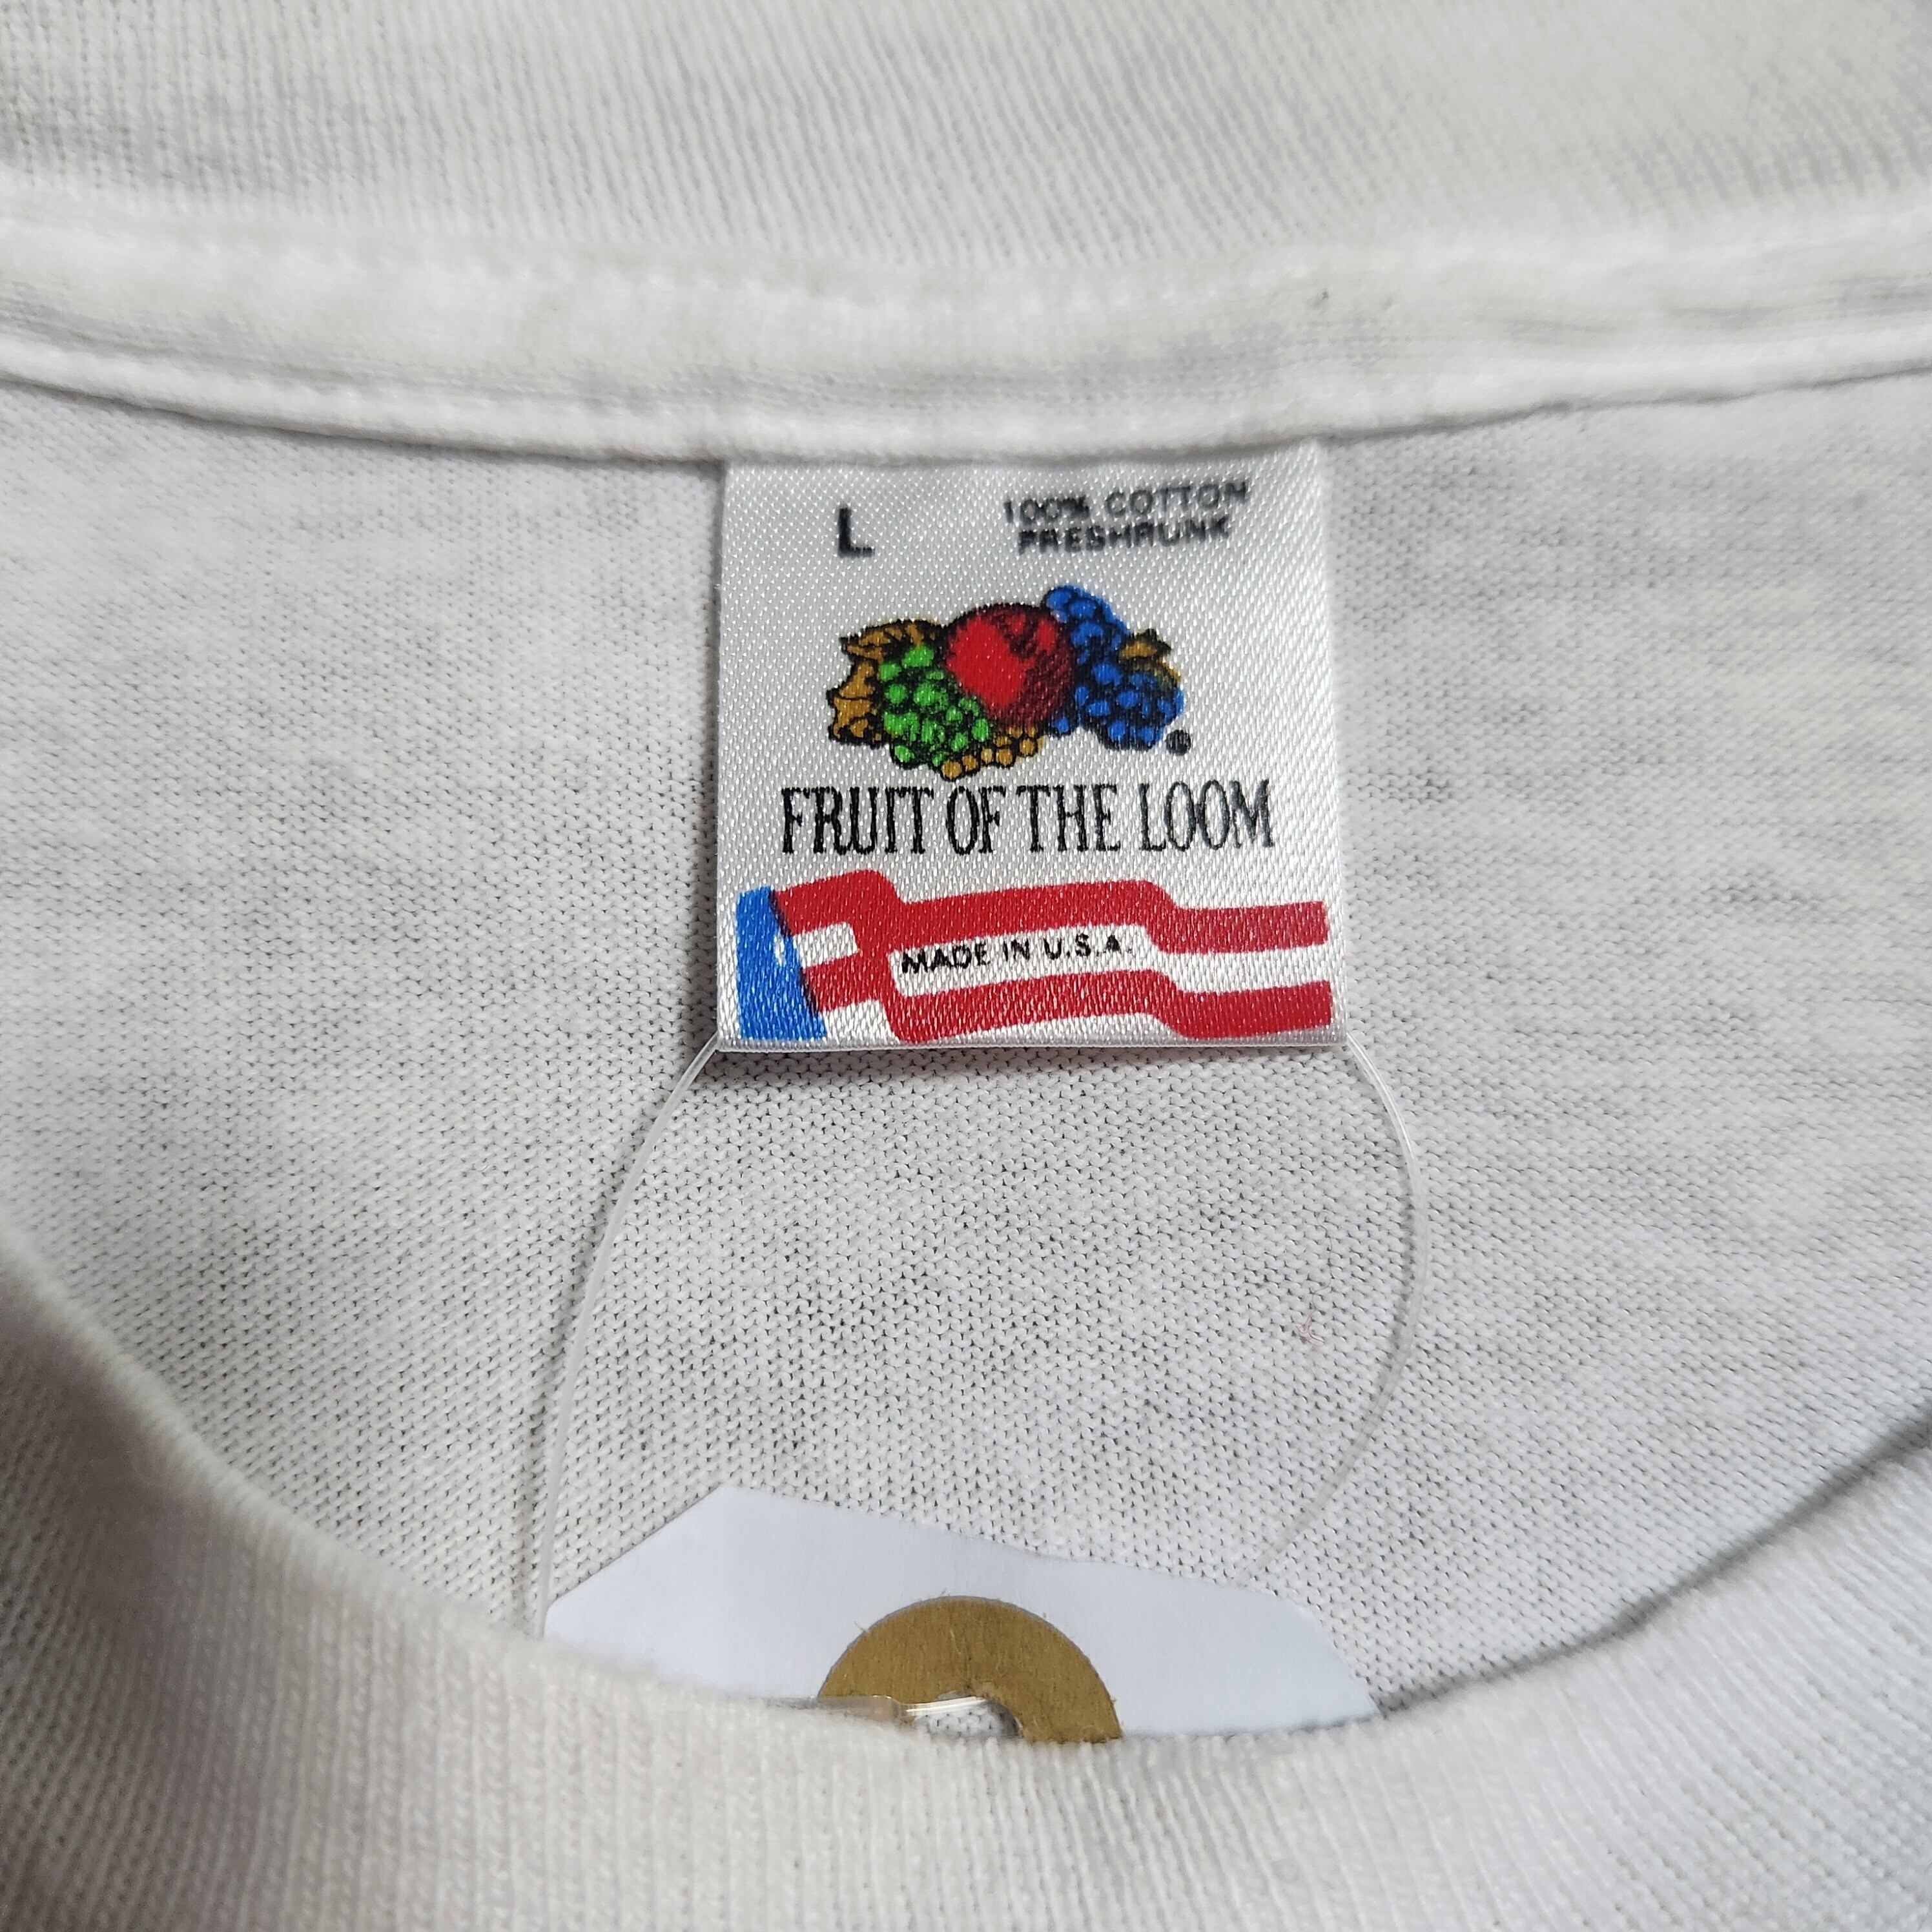 L 100% COTTON
PRESHRUNK
FRUIT OF THE LOOM
MADE IN U.S.A.